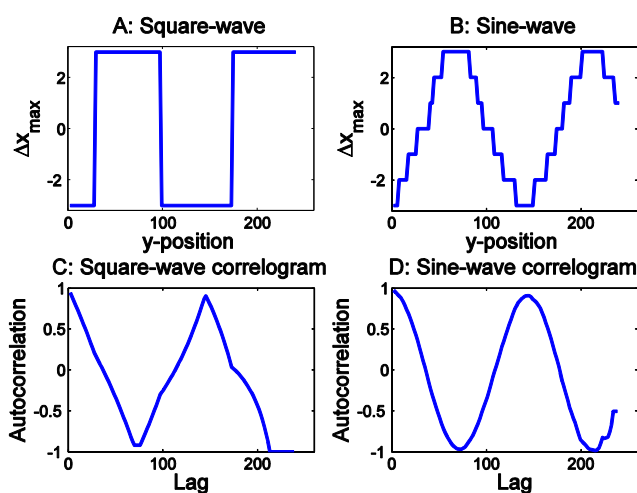 A: Square-wave
B: Sine-wave
Δx_max
2
0
-2
0
100
200
y-position
Δx_max
2
0
-2
0
100
200
y-position
C: Square-wave correlogram
D: Sine-wave correlogram
Autocorrelation
1
0.5
0
-0.5
-1
0
100
200
Lag
Autocorrelation
1
0.5
0
-0.5
-1
0
100
200
Lag